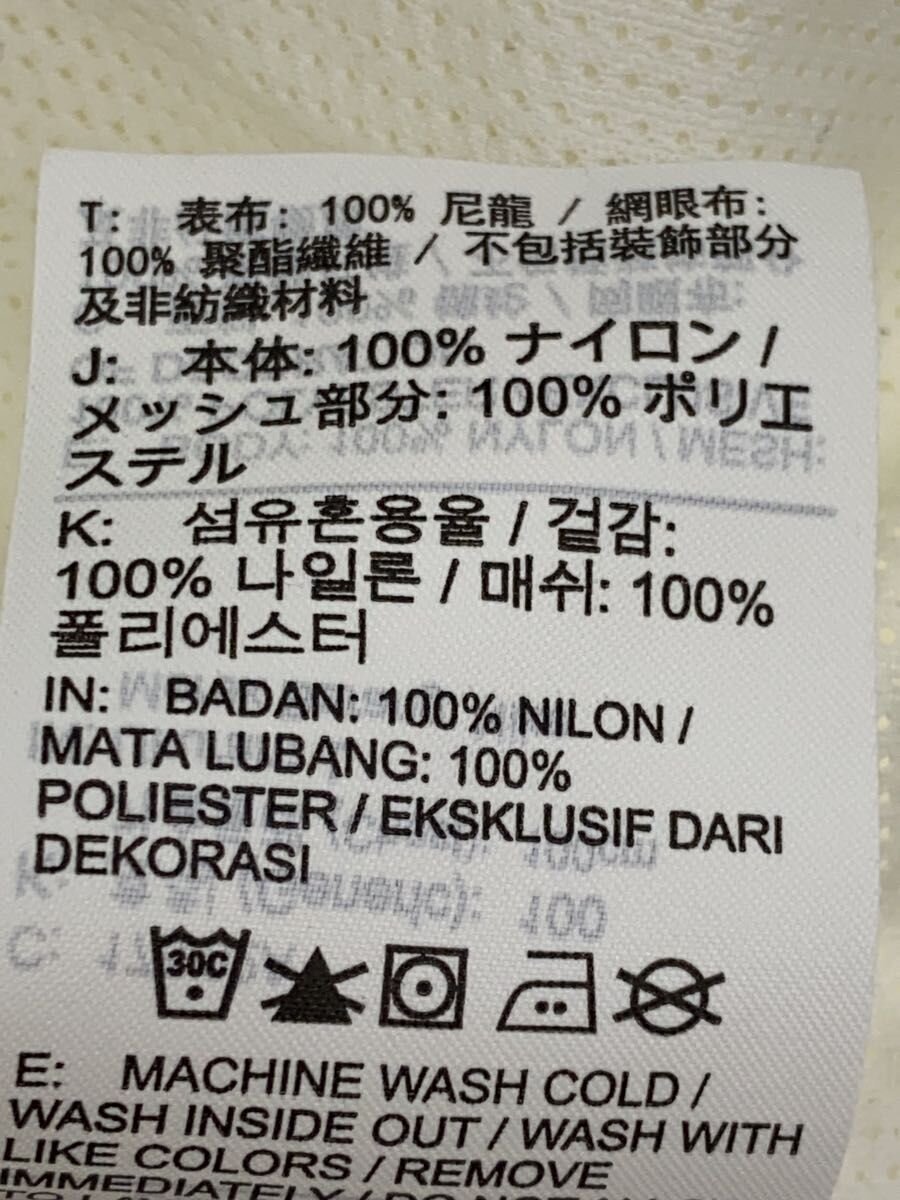 T: 表布: 100% 尼龍 / 網眼布:
100% 聚酯纖維 / 不包括裝飾部分
及非紡織材料
J: 本体: 100% ナイロン /
メッシュ部分: 100% ポリエ
ステル
K: 섬유혼용율 / 겉감:
100% 나일론 / 매쉬: 100%
폴리에스터
IN: BADAN: 100% NILON /
MATA LUBANG: 100%
POLIESTER / EKSKLUSIF DARI
DEKORASI
30C
E: MACHINE WASH COLD /
WASH INSIDE OUT / WASH WITH
LIKE COLORS / REMOVE
IMMEDIATELY / DO NOT